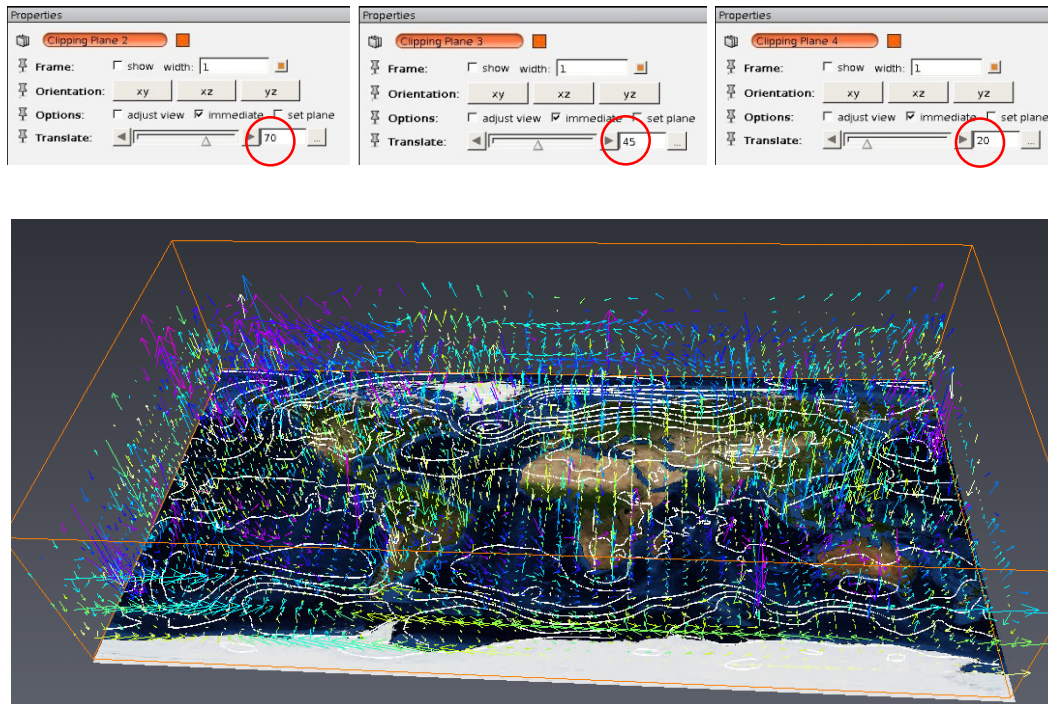 Properties
Clipping Plane 2
Frame: show width: 1
Orientation: xy xz yz
Options: adjust view immediate set plane
Translate: 70 ...
Properties
Clipping Plane 3
Frame: show width: 1
Orientation: xy xz yz
Options: adjust view immediate set plane
Translate: 45 ...
Properties
Clipping Plane 4
Frame: show width: 1
Orientation: xy xz yz
Options: adjust view immediate set plane
Translate: 20 ...